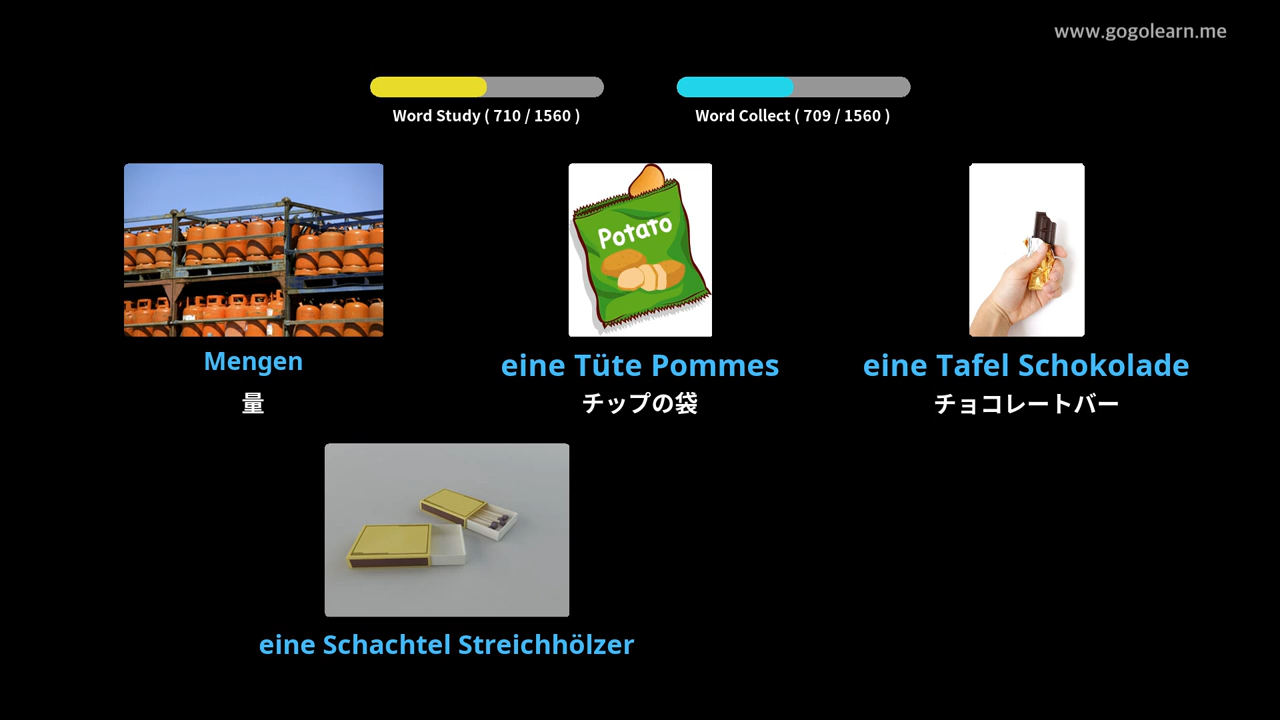 www.gogolearn.me
Word Study ( 710 / 1560 )
Word Collect ( 709 / 1560 )
Potato
Mengen
量
eine Tüte Pommes
チップの袋
eine Tafel Schokolade
チョコレートバー
eine Schachtel Streichhölzer